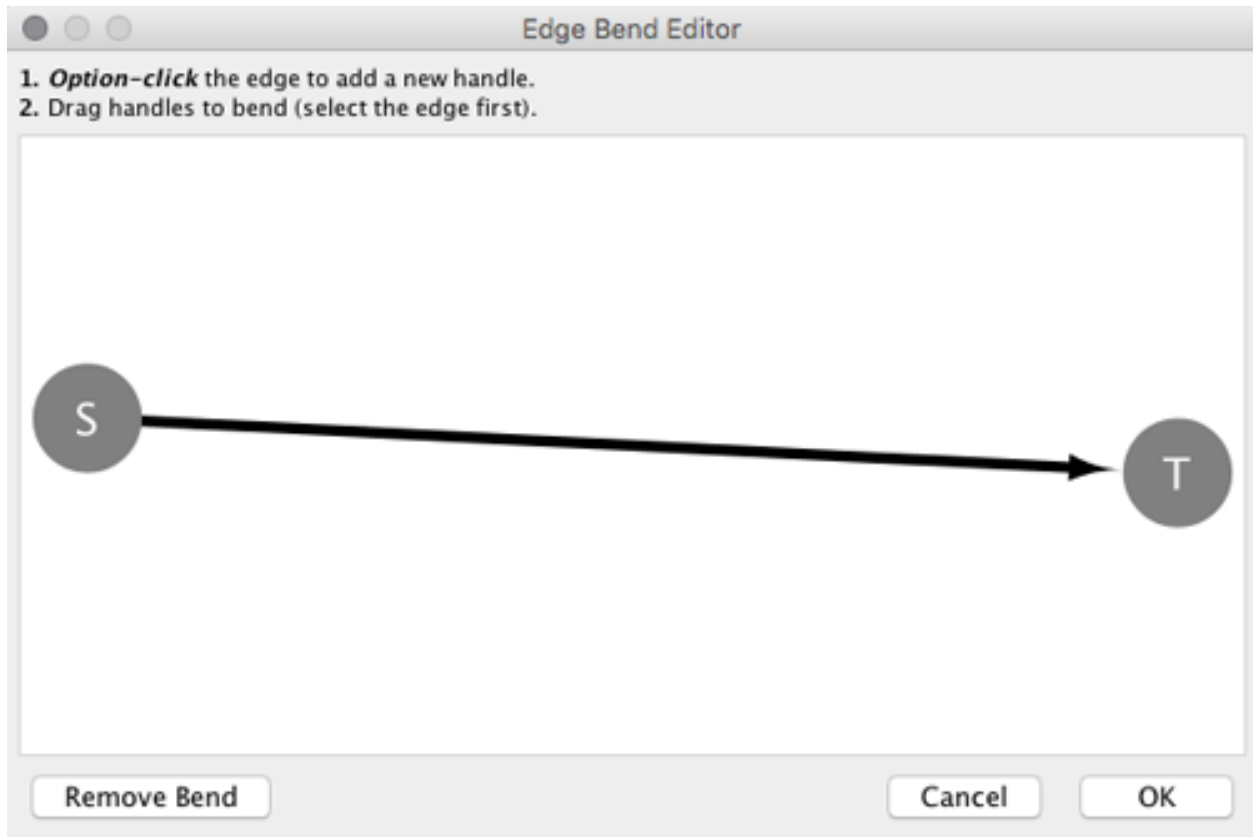 Edge Bend Editor
1. Option-click the edge to add a new handle.
2. Drag handles to bend (select the edge first).
S
T
Remove Bend
Cancel
OK